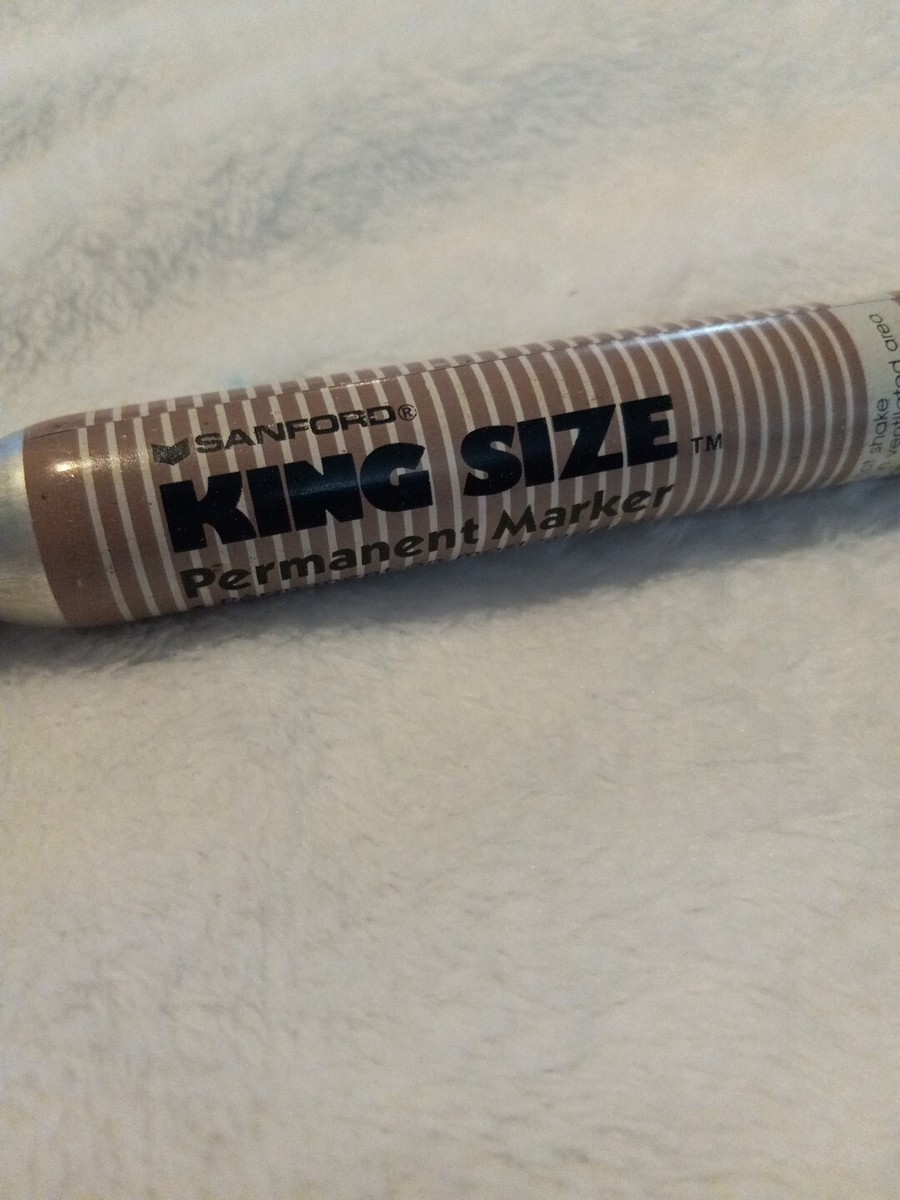 SANFORD®
KING SIZE™
Permanent Marker
shake
ventilated area